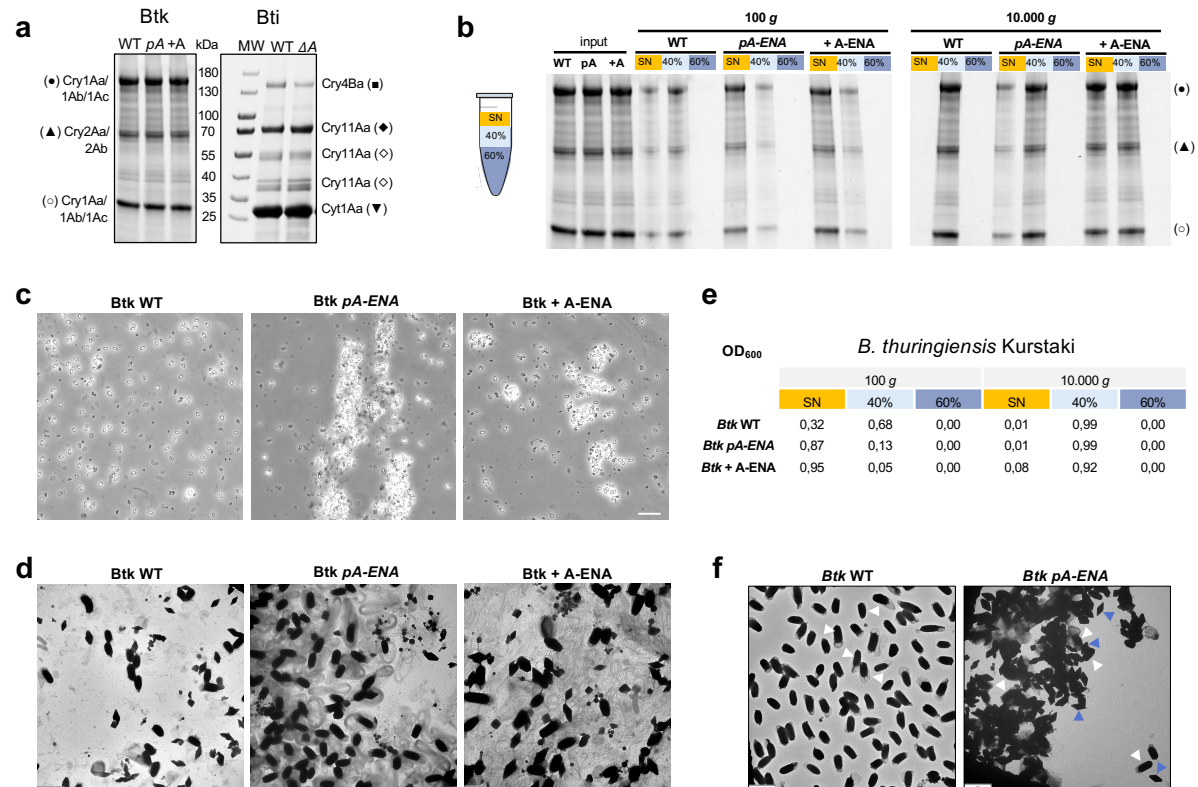 a
Btk
Bti
WT pA +A kDa
MW WT ΔA
180
130
100
70
55
40
35
25
(●) Cry1Aa/
1Ab/1Ac
(▲) Cry2Aa/
2Ab
(○) Cry1Aa/
1Ab/1Ac
Cry4Ba (■)
Cry11Aa (◆)
Cry11Aa (◇)
Cry11Aa (◇)
Cyt1Aa (▼)
b
100 g
10.000 g
input
WT
pA-ENA
+ A-ENA
WT
pA-ENA
+ A-ENA
WT pA +A
SN 40% 60%
SN 40% 60%
SN 40% 60%
SN 40% 60%
SN 40% 60%
SN 40% 60%
SN
40%
60%
(●)
(▲)
(○)
c
Btk WT
Btk pA-ENA
Btk + A-ENA
e
OD600
B. thuringiensis Kurstaki
100 g 10.000 g
SN 40% 60% SN 40% 60%
Btk WT 0,32 0,68 0,00 0,01 0,99 0,00
Btk pA-ENA 0,87 0,13 0,00 0,01 0,99 0,00
Btk + A-ENA 0,95 0,05 0,00 0,08 0,92 0,00
d
Btk WT
Btk pA-ENA
Btk + A-ENA
f
Btk WT
Btk pA-ENA